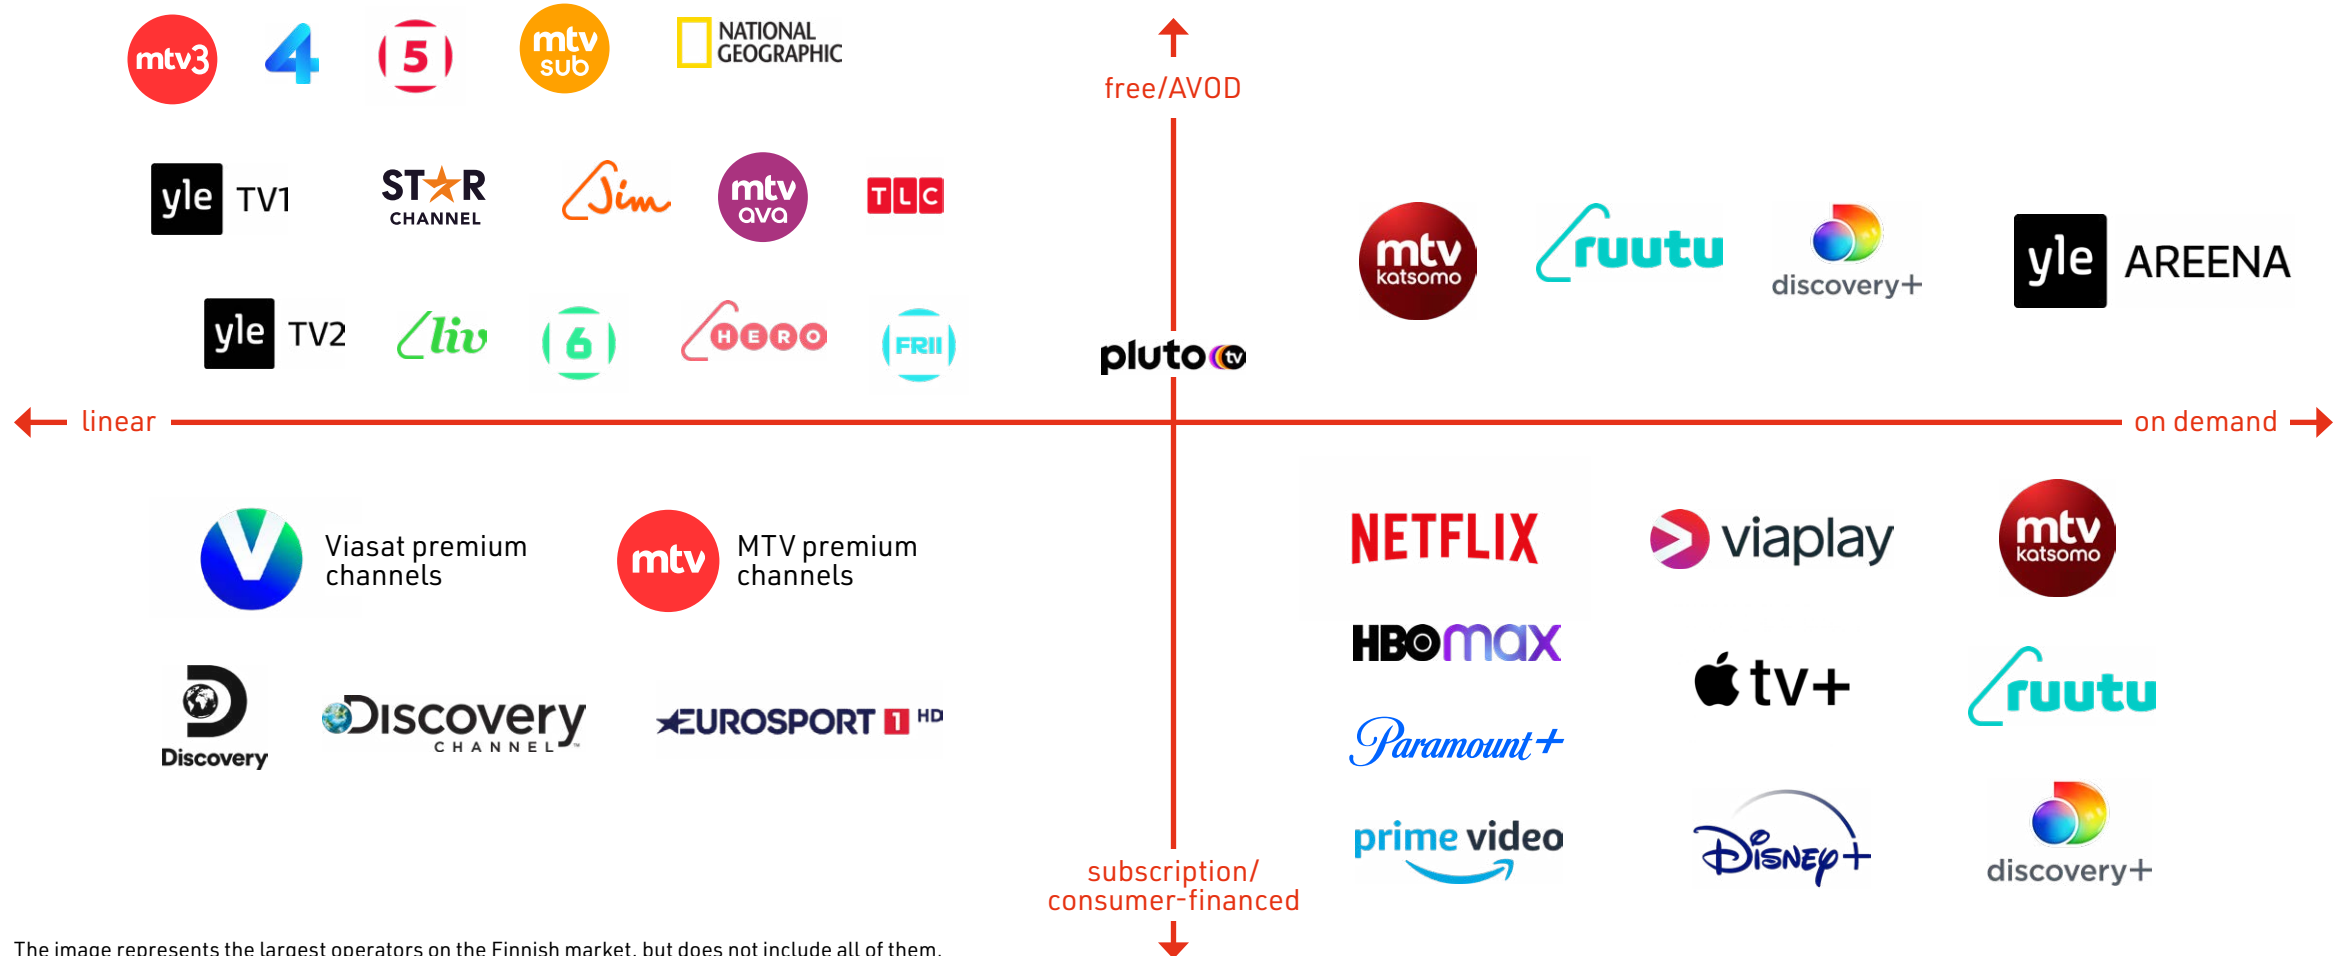 mtv3
4
5
mtv
sub
NATIONAL
GEOGRAPHIC
free/AVOD
yle TV1
STAR
CHANNEL
Jim
mtv
ava
TLC
mtv
katsomo
ruutu
discovery+
yle AREENA
yle TV2
liv
6
HERO
FRII
pluto tv
linear
on demand
V
Viasat premium
channels
mtv
MTV premium
channels
NETFLIX
viaplay
mtv
katsomo
HBOmax
tv+
ruutu
D
Discovery
DISCOVERY
CHANNEL™
EUROSPORT 1 HD
Paramount+
prime video
Disney+
discovery+
subscription/
consumer-financed
The image represents the largest operators on the Finnish market, but does not include all of them.